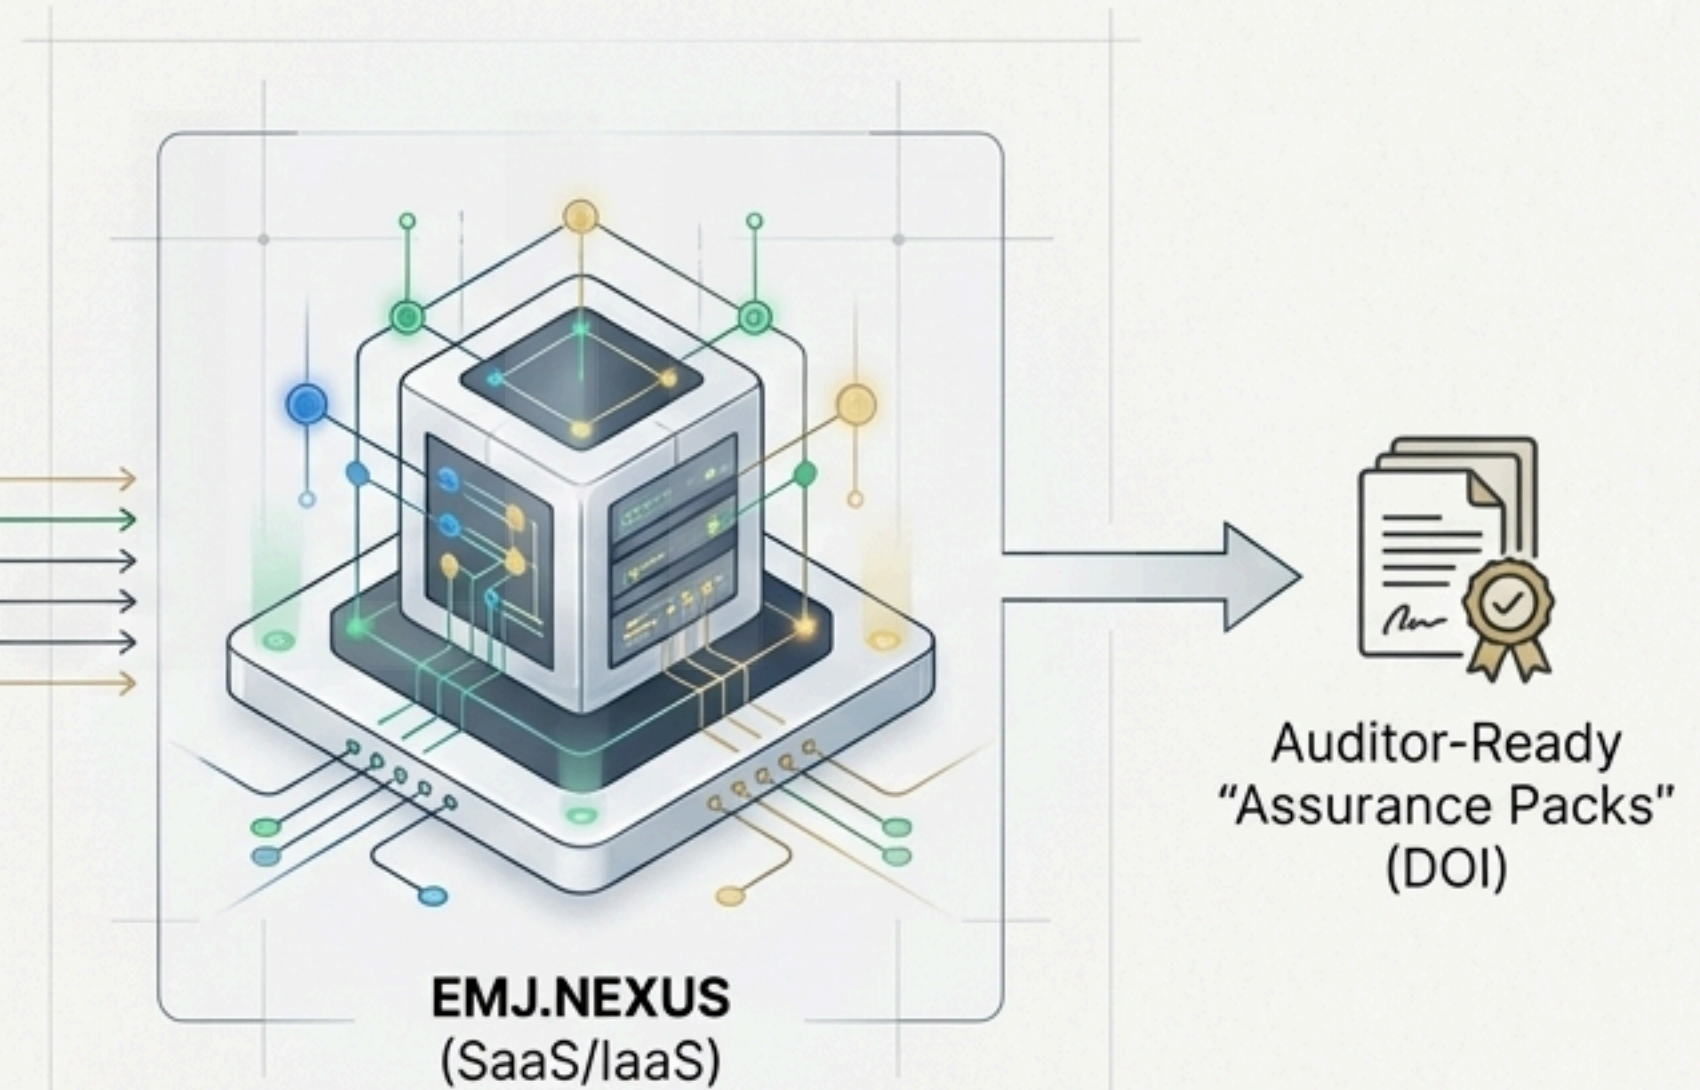 Auditor-Ready
“Assurance Packs”
(DOI)
EMJ.NEXUS
(SaaS/IaaS)